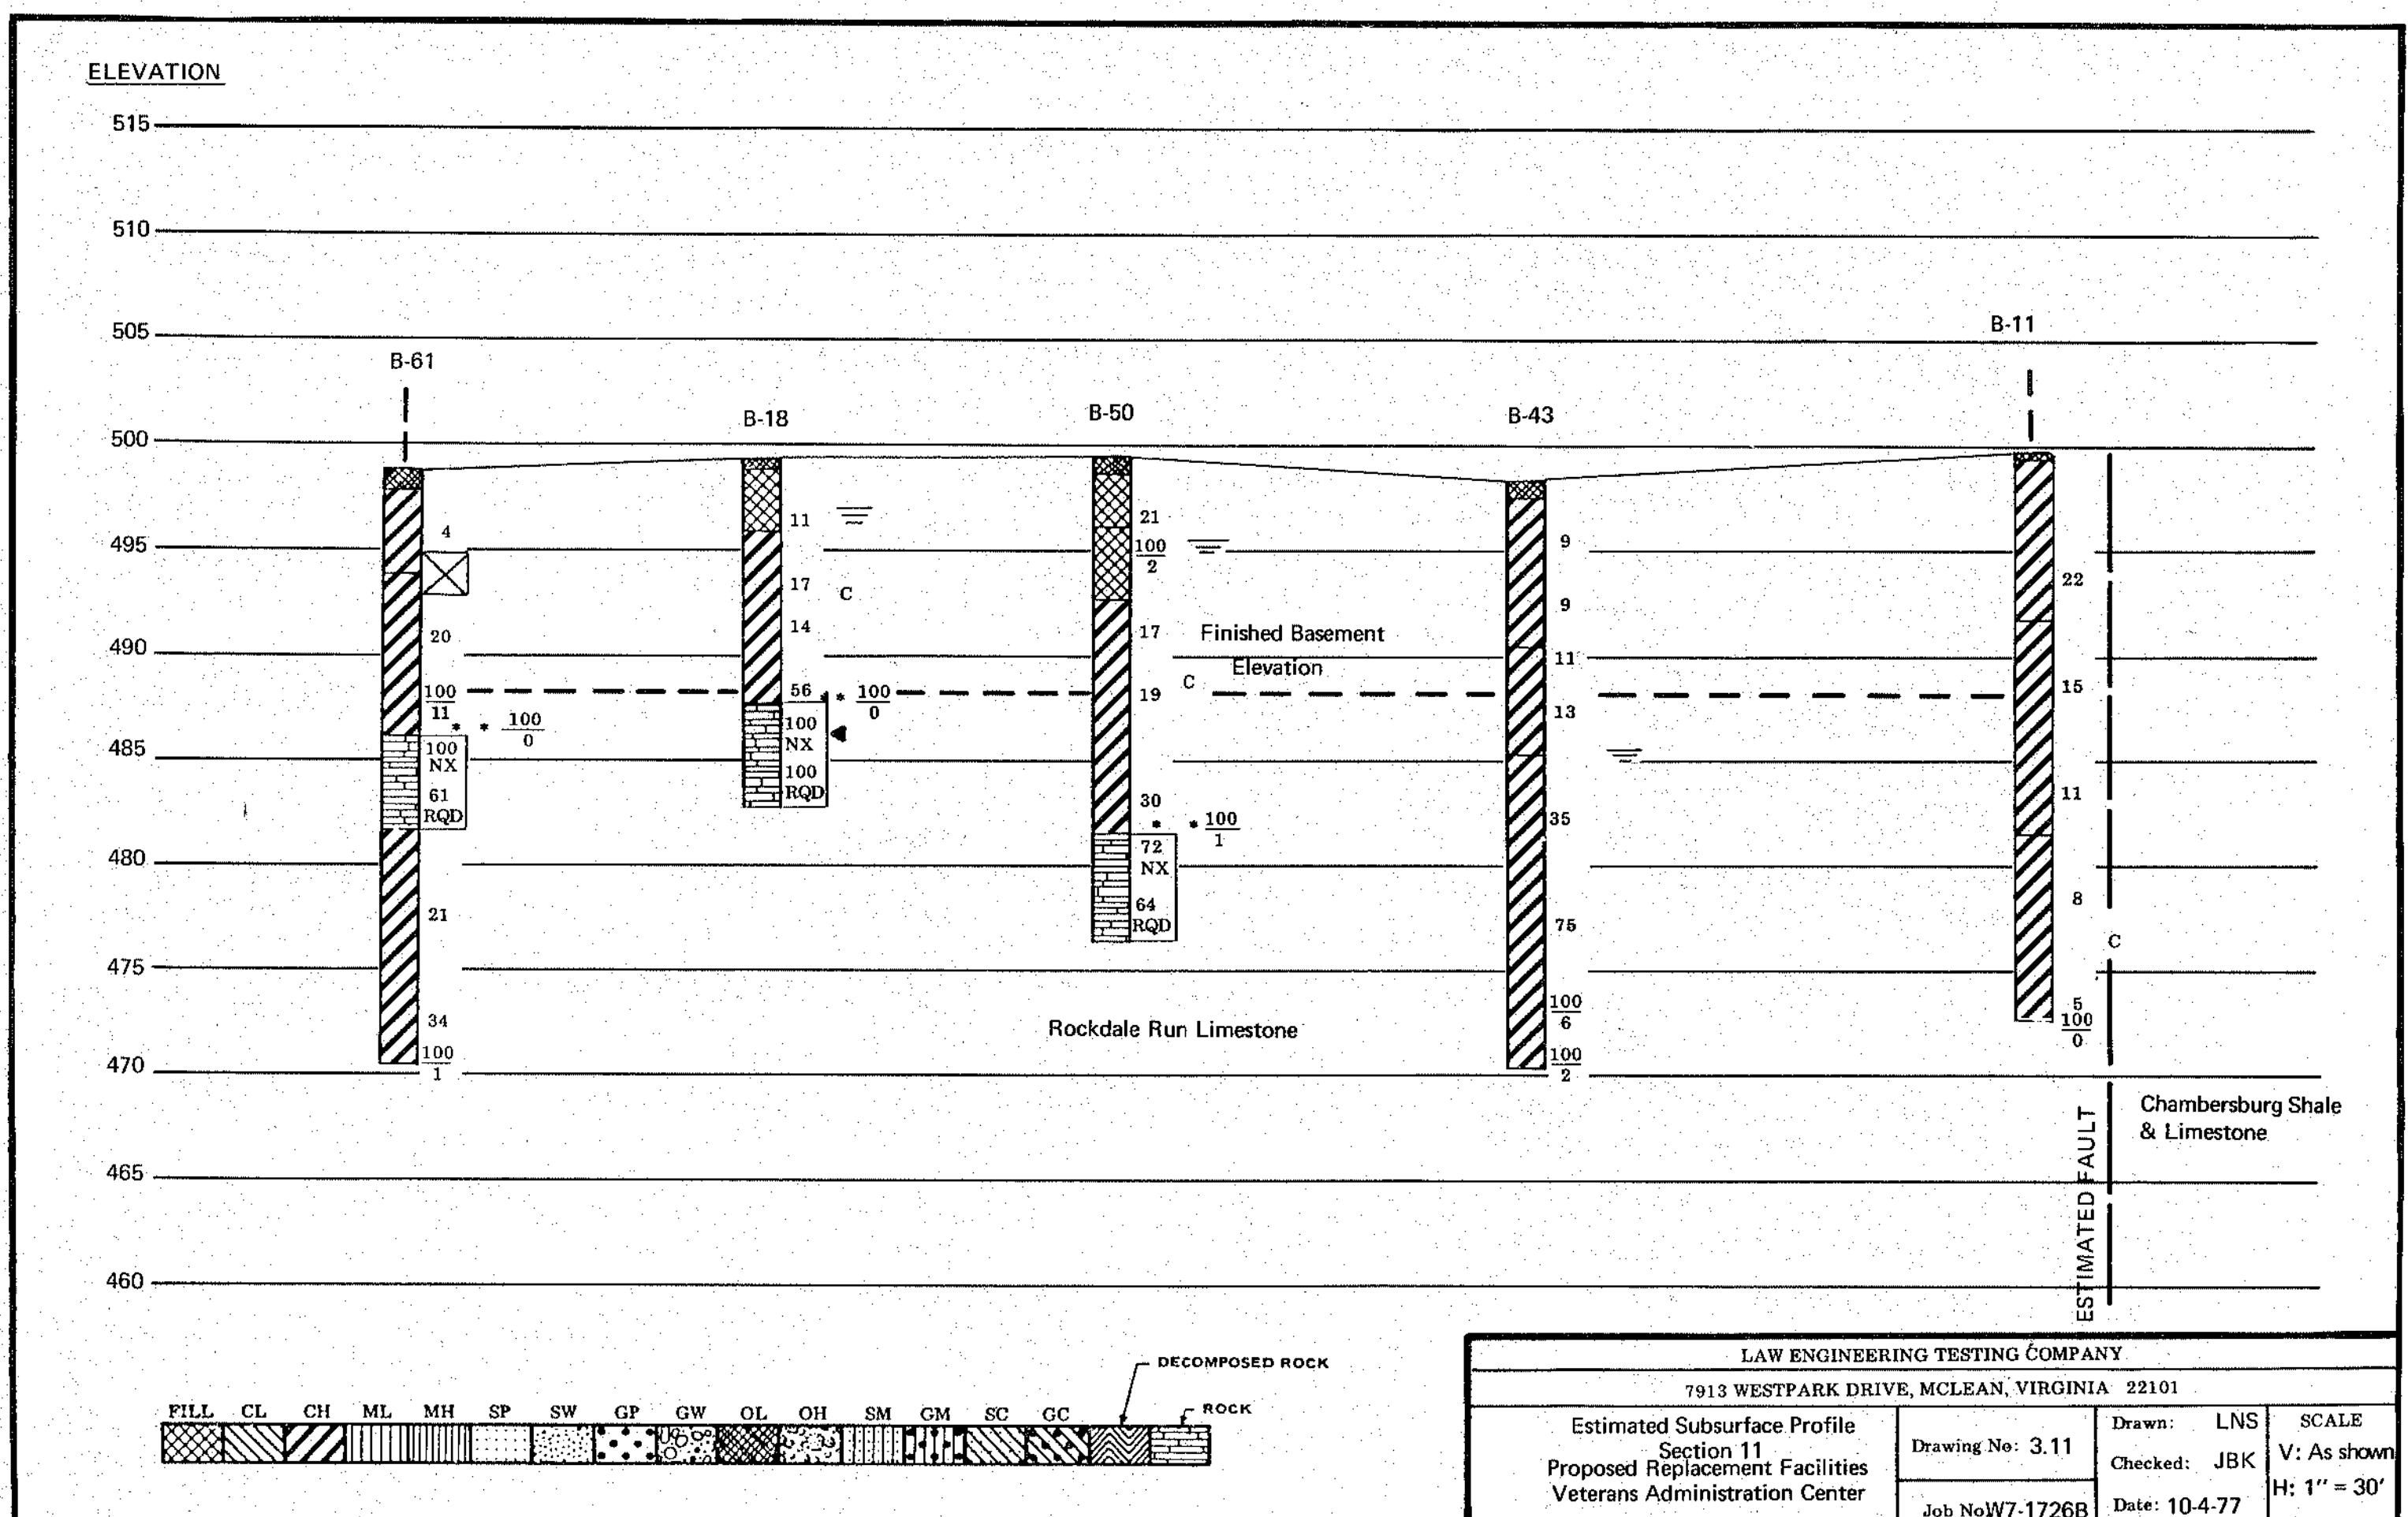 ELEVATION
515
510
505
500
495
490
485
480
475
470
465
460
B-61
4
20
100
11
* * 100
0
100
NX
61
RQD
21
34
100
1
B-18
11
17 C
14
56 * * 100
0
100
NX
100
RQD
B-50
21
100
2
17
19 C
30
* * 100
1
72
NX
64
RQD
Finished Basement
Elevation
B-43
9
9
11
13
35
75
100
6
100
2
B-11
22
15
11
8
5
100
0
C
Rockdale Run Limestone
ESTIMATED FAULT
Chambersburg Shale
& Limestone
DECOMPOSED ROCK
ROCK
FILL CL CH ML MH SP SW GP GW OL OH SM GM SC GC
LAW ENGINEERING TESTING COMPANY
7913 WESTPARK DRIVE, MCLEAN, VIRGINIA 22101
Estimated Subsurface Profile
Section 11
Proposed Replacement Facilities
Veterans Administration Center
Drawing No: 3.11
Job No W7-1726B
Drawn: LNS
Checked: JBK
Date: 10-4-77
SCALE
V: As shown
H: 1" = 30'